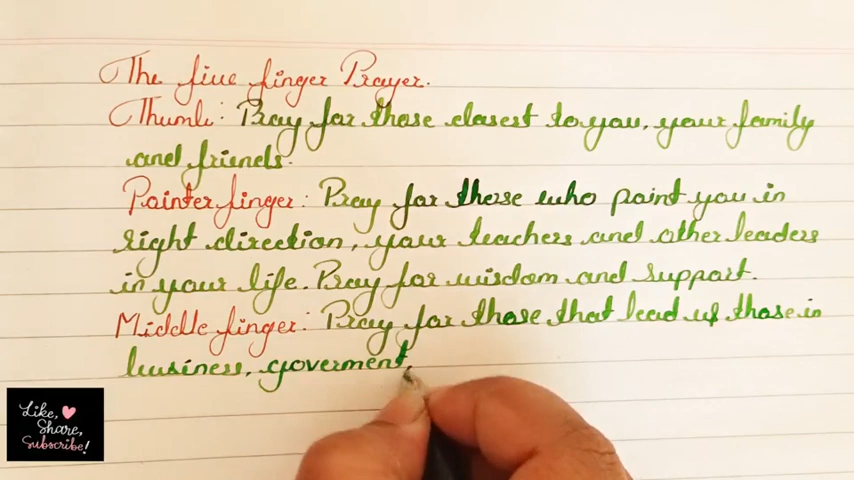 The five finger Prayer.
Thumb: Pray for those closest to you, your family
and friends.
Pointer finger: Pray for those who point you in
right direction, your teachers and other leaders
in your life. Pray for wisdom and support.
Middle finger: Pray for those that lead us those in
business, goverment,
Like,
Share,
Subscribe!